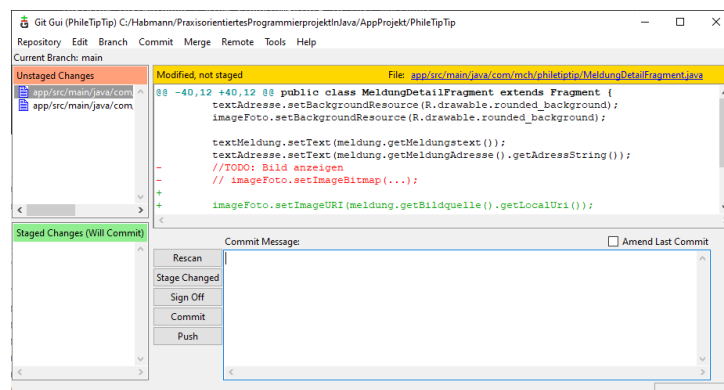 Git Gui (PhileTipTip) C:/Habmann/PraxisorientiertesProgrammierprojektInJava/AppProjekt/PhileTipTip
Repository Edit Branch Commit Merge Remote Tools Help
Current Branch: main
Unstaged Changes
app/src/main/java/com
app/src/main/java/com,
Modified, not staged File: app/src/main/java/com/mch/philetiptip/MeldungDetailFragment.java
@@ -40,12 +40,12 @@ public class MeldungDetailFragment extends Fragment {
textAdresse.setBackgroundResource(R.drawable.rounded_background);
imageFoto.setBackgroundResource(R.drawable.rounded_background);
textMeldung.setText(meldung.getMeldungstext());
textAdresse.setText(meldung.getMeldungAdresse().getAdressString());
- //TODO: Bild anzeigen
- // imageFoto.setImageBitmap(...);
+
+ imageFoto.setImageURI(meldung.getBildquelle().getLocalUri());
Staged Changes (Will Commit)
Commit Message: Amend Last Commit
Rescan
Stage Changed
Sign Off
Commit
Push